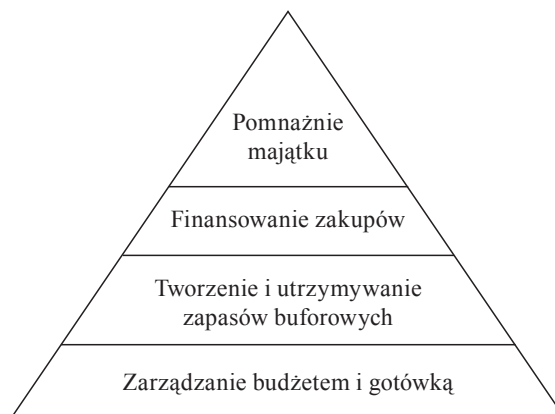 Pomnażnie
majątku
Finansowanie zakupów
Tworzenie i utrzymywanie
zapasów buforowych
Zarządzanie budżetem i gotówką